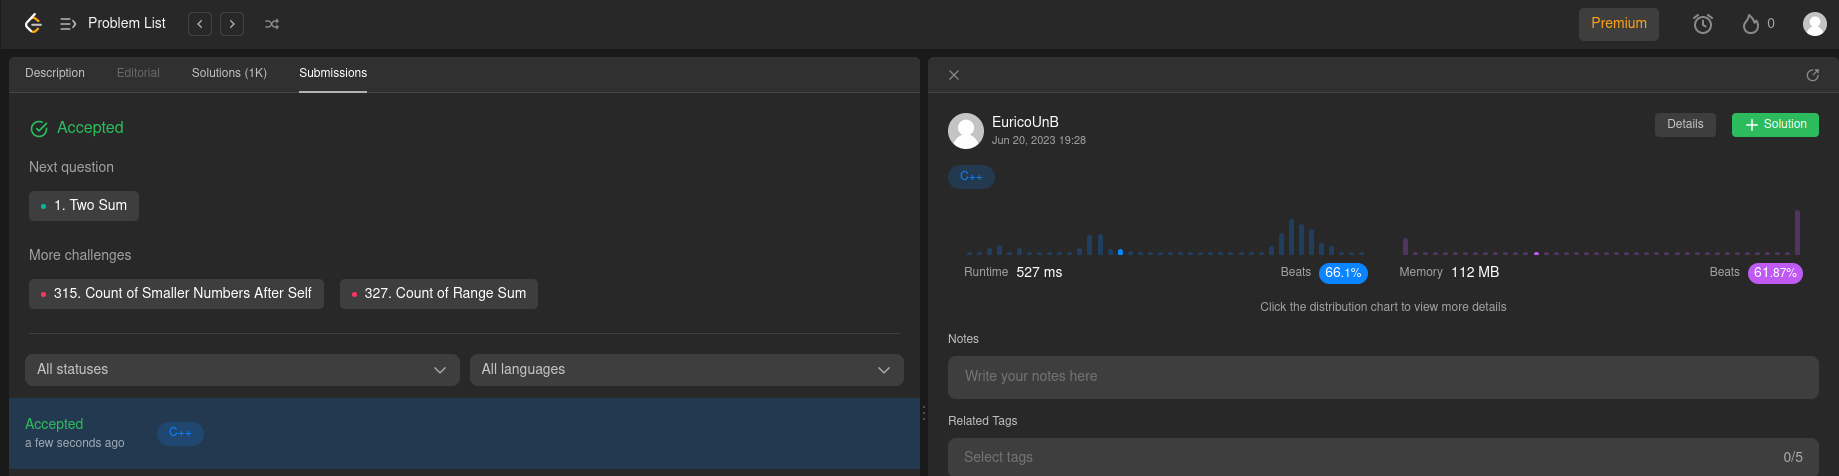 Problem List
Premium
0
Description Editorial Solutions (1K) Submissions
Accepted
Next question
1. Two Sum
More challenges
315. Count of Smaller Numbers After Self 327. Count of Range Sum
All statuses All languages
Accepted
a few seconds ago
C++
EuricoUnB
Jun 20, 2023 19:28
Details
Solution
C++
Runtime 527 ms Beats 66.1%
Memory 112 MB Beats 61.87%
Click the distribution chart to view more details
Notes
Write your notes here
Related Tags
Select tags 0/5